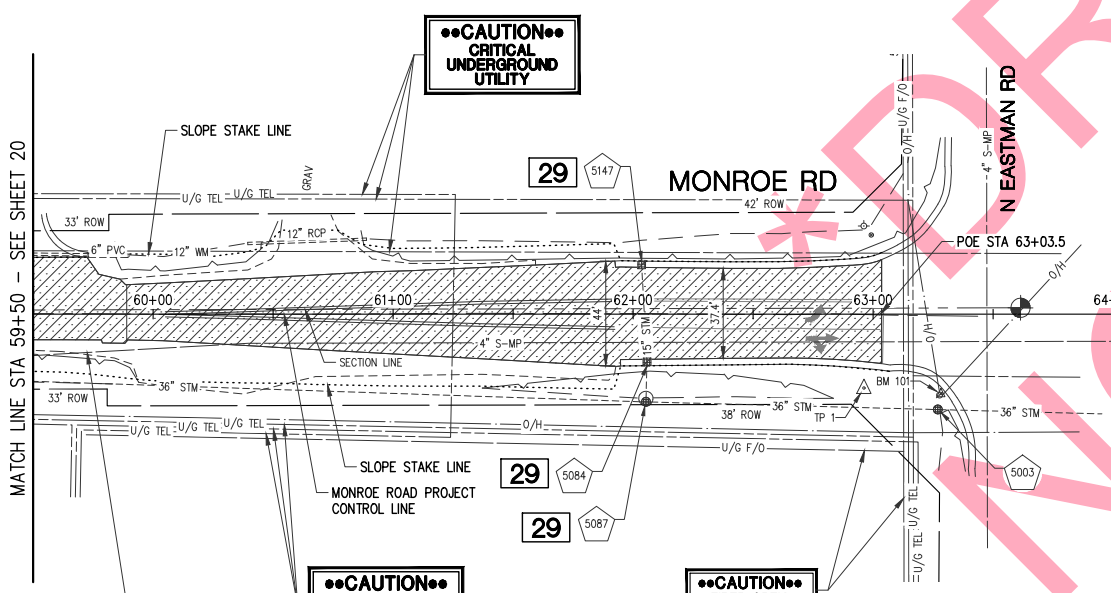 ●●CAUTION●●
CRITICAL
UNDERGROUND
UTILITY
MATCH LINE STA 59+50 – SEE SHEET 20
SLOPE STAKE LINE
29
5147
MONROE RD
N EASTMAN RD
4" S-MP
U/G F/O
O/H
U/G TEL
U/G TEL
GRAV
42' ROW
33' ROW
12" RCP
6" PVC
12" WM
POE STA 63+03.5
O/H
60+00
61+00
62+00
63+00
44'
15" STM
37.4'
4" S-MP
SECTION LINE
O/H
36" STM
33' ROW
BM 101
TP 1
36" STM
38' ROW
36" STM
U/G TEL
U/G TEL
U/G TEL
O/H
U/G F/O
SLOPE STAKE LINE
MONROE ROAD PROJECT
CONTROL LINE
29
5084
5003
29
5087
U/G TEL
U/G TEL
●●CAUTION●●
●●CAUTION●●